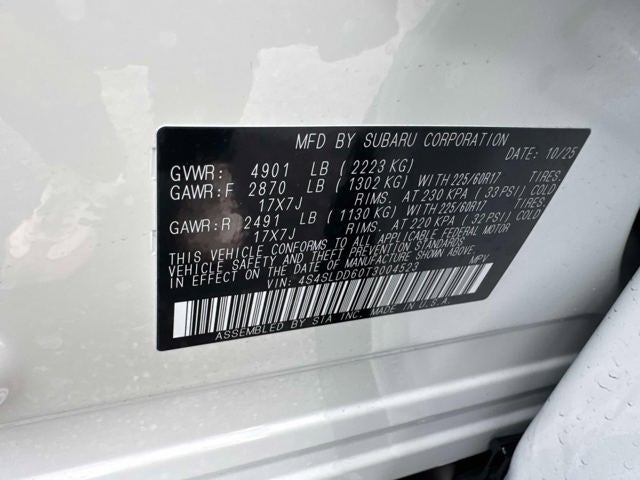 MFD BY SUBARU CORPORATION
DATE: 10/25
GVWR: 4901 LB (2223 KG)
GAWR:F 2870 LB (1302 KG) WITH 225/60R17 TIRES.
17X7J RIMS. AT 230 KPA (33 PSI) COLD
GAWR:R 2491 LB (1130 KG) WITH 225/60R17 TIRES.
17X7J RIMS. AT 220 KPA (32 PSI) COLD
THIS VEHICLE CONFORMS TO ALL APPLICABLE FEDERAL MOTOR
VEHICLE SAFETY AND THEFT PREVENTION STANDARDS
IN EFFECT ON THE DATE OF MANUFACTURE SHOWN ABOVE.
VIN: 4S4SLDD60T3004523 MPV
ASSEMBLED BY SIA INC. MADE IN U.S.A.